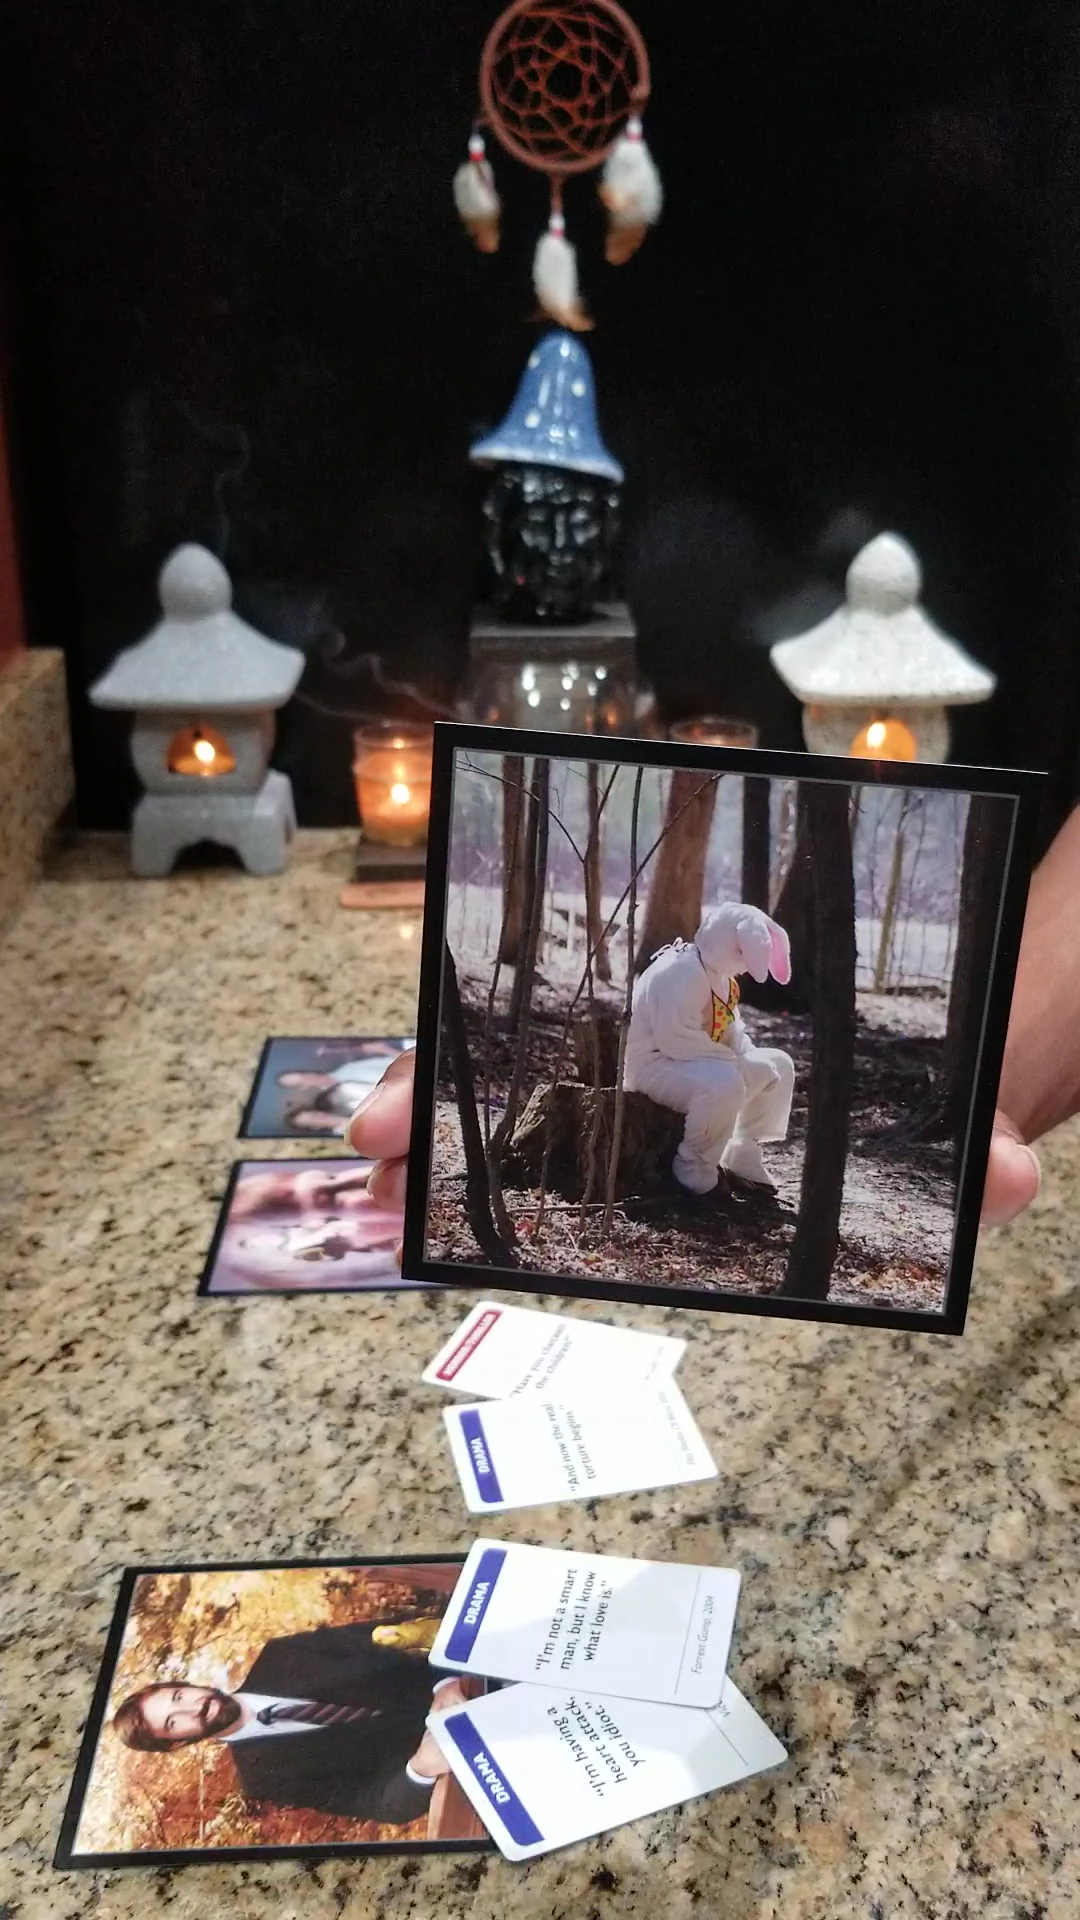 "Have you checked
the children?"
DRAMA
"And now the real
torture begins."
DRAMA
"I'm not a smart
man, but I know
what love is."
Forrest Gump, 2004
DRAMA
"I'm having a
heart attack,
you idiot."